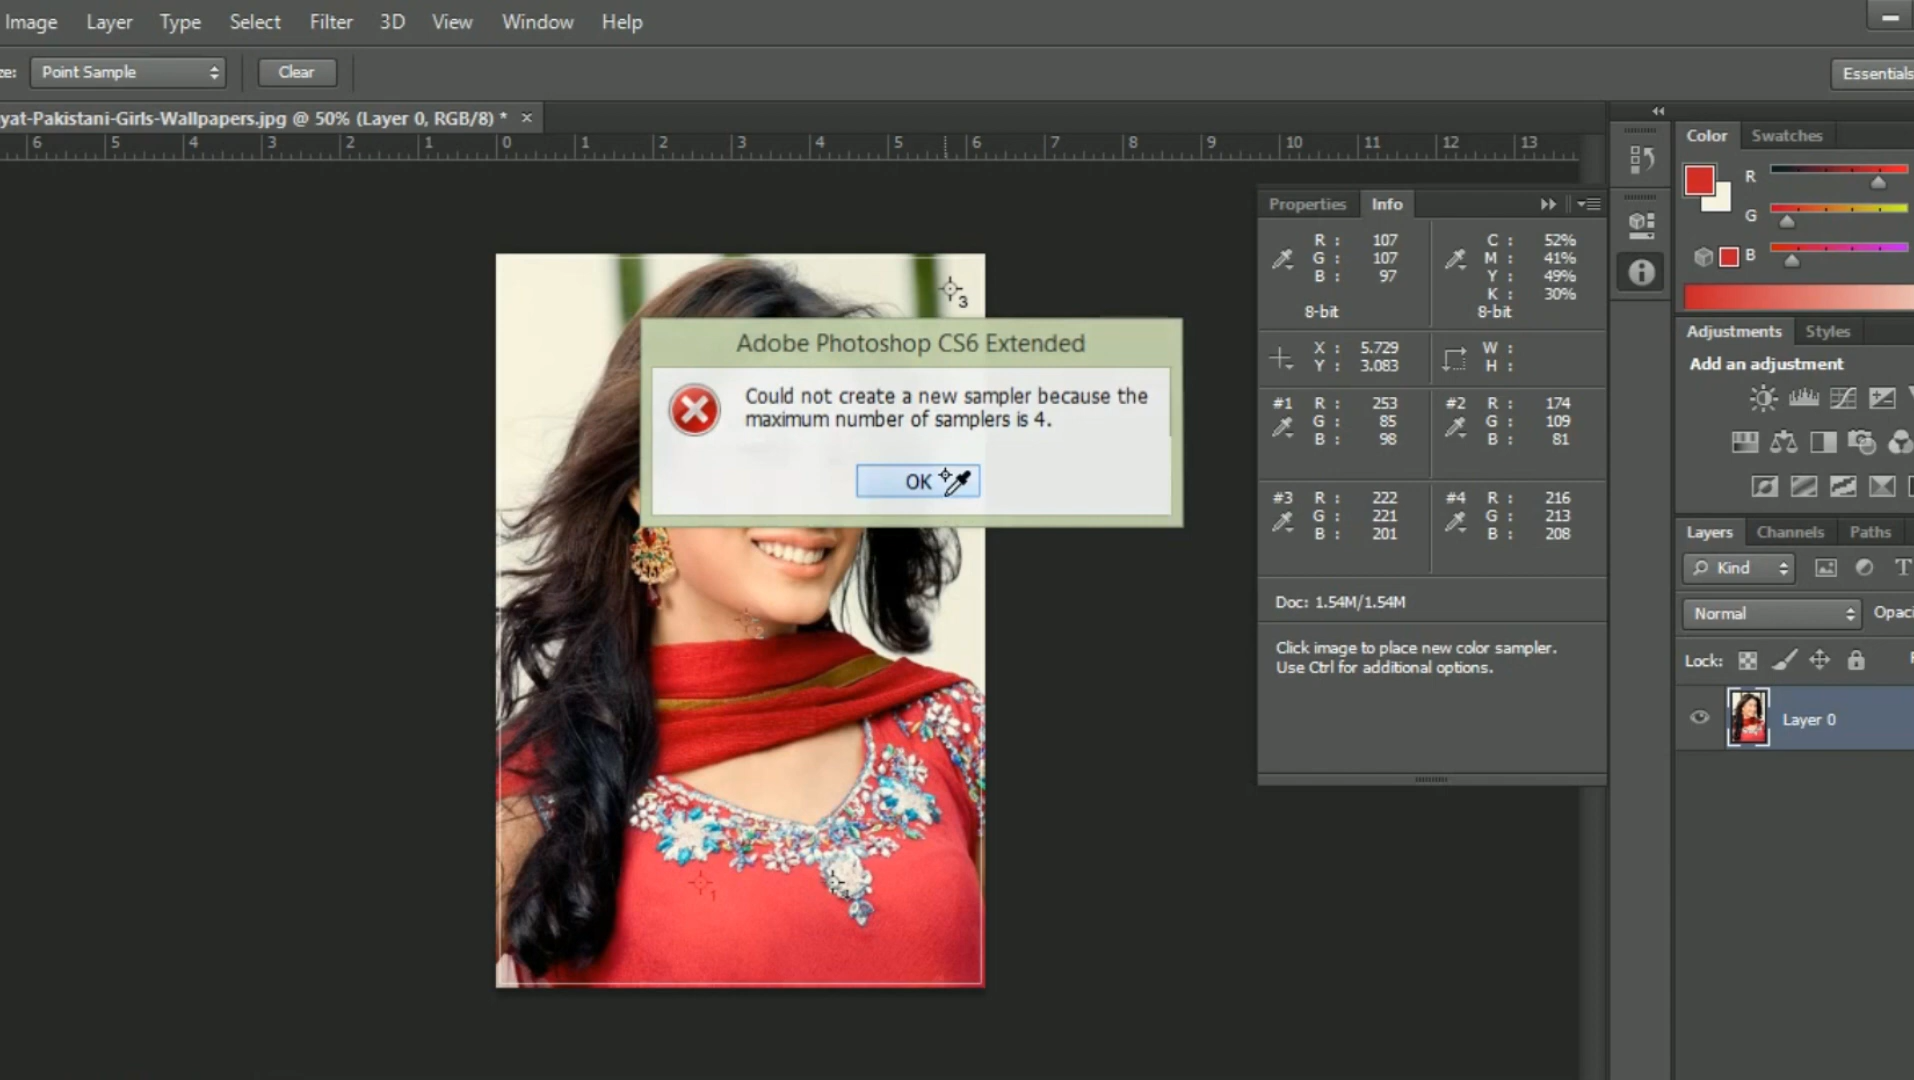 Image Layer Type Select Filter 3D View Window Help
ze: Point Sample Clear Essentials
yat-Pakistani-Girls-Wallpapers.jpg @ 50% (Layer 0, RGB/8) * ×
6 5 4 3 2 1 0 1 2 3 4 5 6 7 8 9 10 11 12 13
Adobe Photoshop CS6 Extended
Could not create a new sampler because the
maximum number of samplers is 4.
OK
3
2
1
Properties Info
R : 107 C : 52%
G : 107 M : 41%
B : 97 Y : 49%
K : 30%
8-bit 8-bit
X : 5.729 W :
Y : 3.083 H :
#1 R : 253 #2 R : 174
G : 85 G : 109
B : 98 B : 81
#3 R : 222 #4 R : 216
G : 221 G : 213
B : 201 B : 208
Doc: 1.54M/1.54M
Click image to place new color sampler.
Use Ctrl for additional options.
Color Swatches
R
G
B
Adjustments Styles
Add an adjustment
Layers Channels Paths
Kind T
Normal Opaci
Lock: F
Layer 0